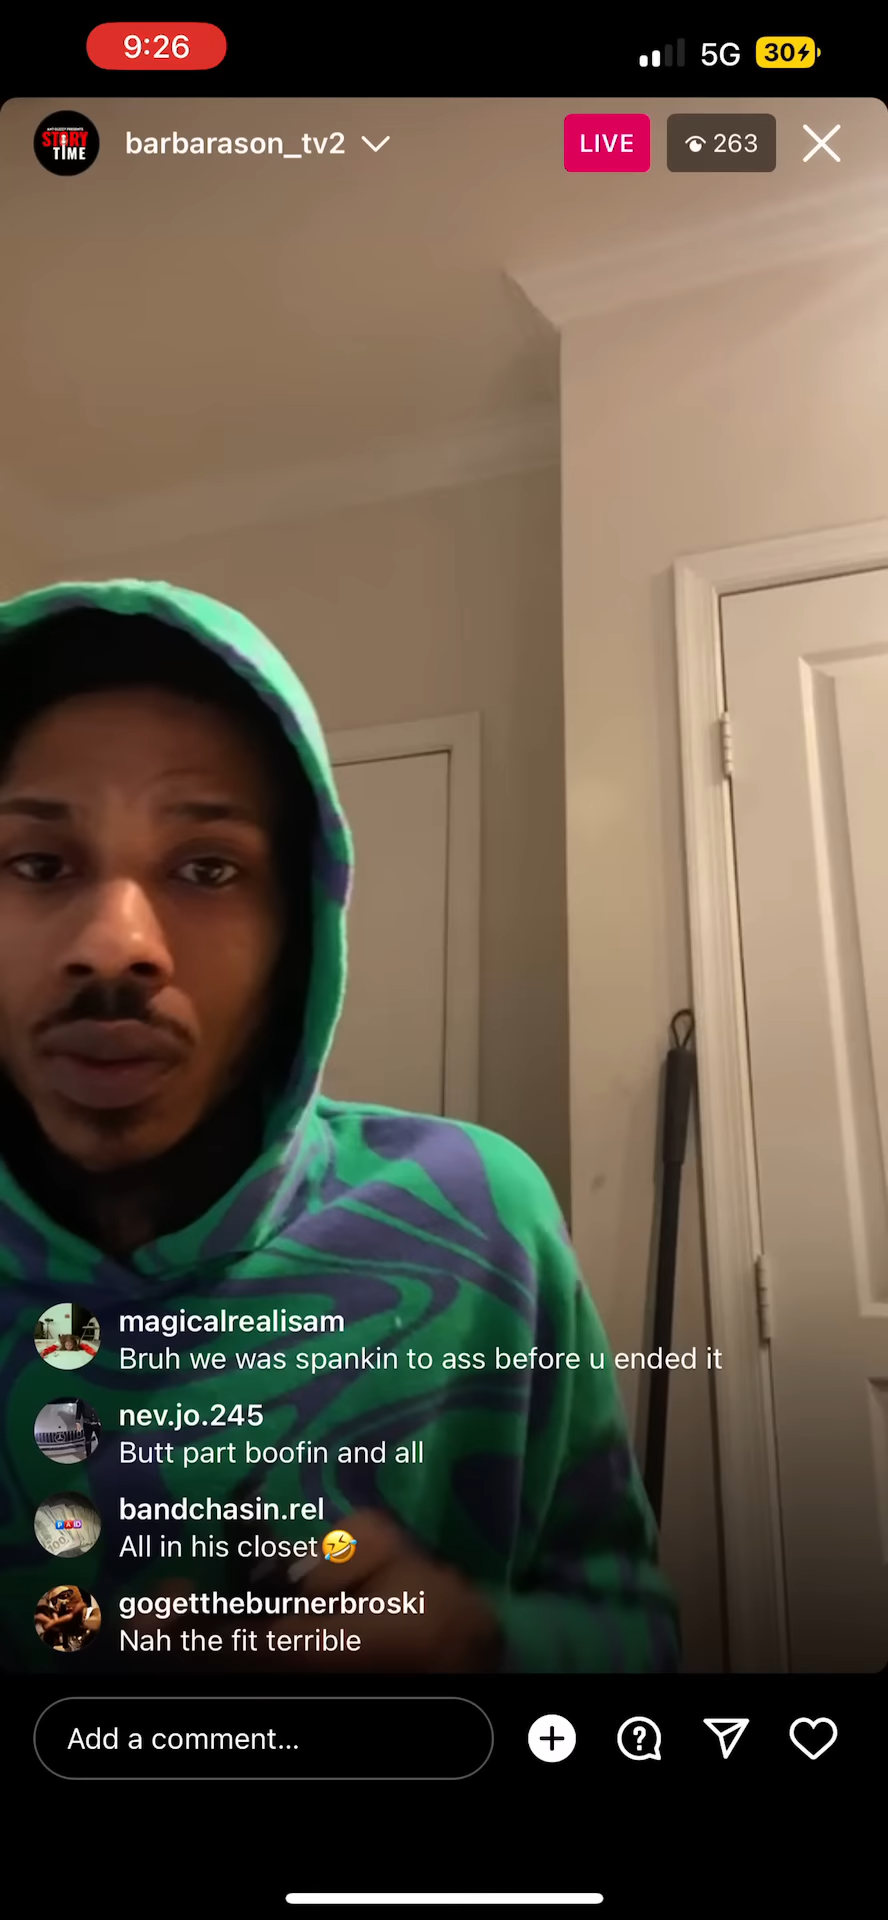 9:26
5G
30
STORY
TIME
barbarason_tv2
LIVE
263
magicalrealisam
Bruh we was spankin to ass before u ended it
nev.jo.245
Butt part boofin and all
bandchasin.rel
PAD
All in his closet🤣
gogettheburnerbroski
Nah the fit terrible
Add a comment...